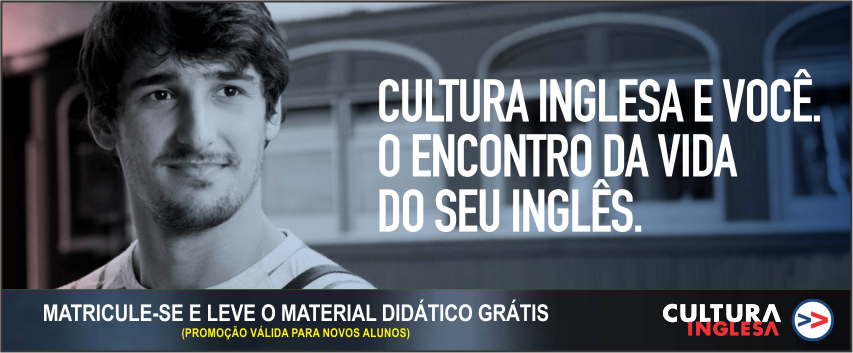 CULTURA INGLESA E VOCÊ.
O ENCONTRO DA VIDA
DO SEU INGLÊS.
MATRICULE-SE E LEVE O MATERIAL DIDÁTICO GRÁTIS
(PROMOÇÃO VÁLIDA PARA NOVOS ALUNOS)
CULTURA
INGLESA